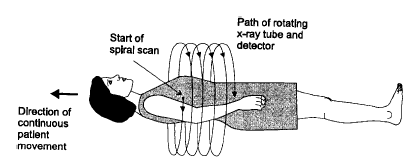 Start of
spiral scan
Path of rotating
x-ray tube and
detector
Direction of
continuous
patient
movement